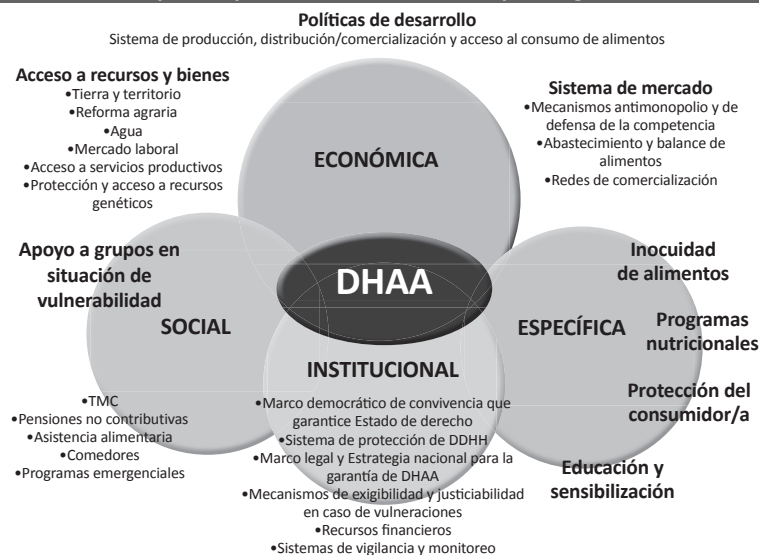 Políticas de desarrollo
Sistema de producción, distribución/comercialización y acceso al consumo de alimentos
Acceso a recursos y bienes
•Tierra y territorio
•Reforma agraria
•Agua
•Mercado laboral
•Acceso a servicios productivos
•Protección y acceso a recursos
genéticos
Sistema de mercado
•Mecanismos antimonopolio y de
defensa de la competencia
•Abastecimiento y balance de
alimentos
•Redes de comercialización
ECONÓMICA
Apoyo a grupos en
situación de
vulnerabilidad
SOCIAL
•TMC
•Pensiones no contributivas
•Asistencia alimentaria
•Comedores
•Programas emergenciales
DHAA
INSTITUCIONAL
•Marco democrático de convivencia que
garantice Estado de derecho
•Sistema de protección de DDHH
•Marco legal y Estrategia nacional para la
garantía de DHAA
•Mecanismos de exigibilidad y justiciabilidad
en caso de vulneraciones
•Recursos financieros
•Sistemas de vigilancia y monitoreo
ESPECÍFICA
Inocuidad
de alimentos
Programas
nutricionales
Protección del
consumidor/a
Educación y
sensibilización